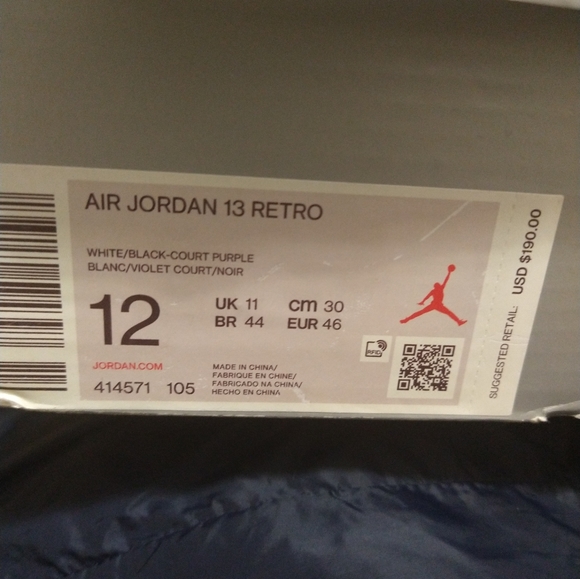 AIR JORDAN 13 RETRO
WHITE/BLACK-COURT PURPLE
BLANC/VIOLET COURT/NOIR
12
UK 11 cm 30
BR 44 EUR 46
JORDAN.COM
414571 105
MADE IN CHINA/
FABRIQUE EN CHINE/
FABRICADO NA CHINA/
HECHO EN CHINA
RFID
SUGGESTED RETAIL: USD $190.00